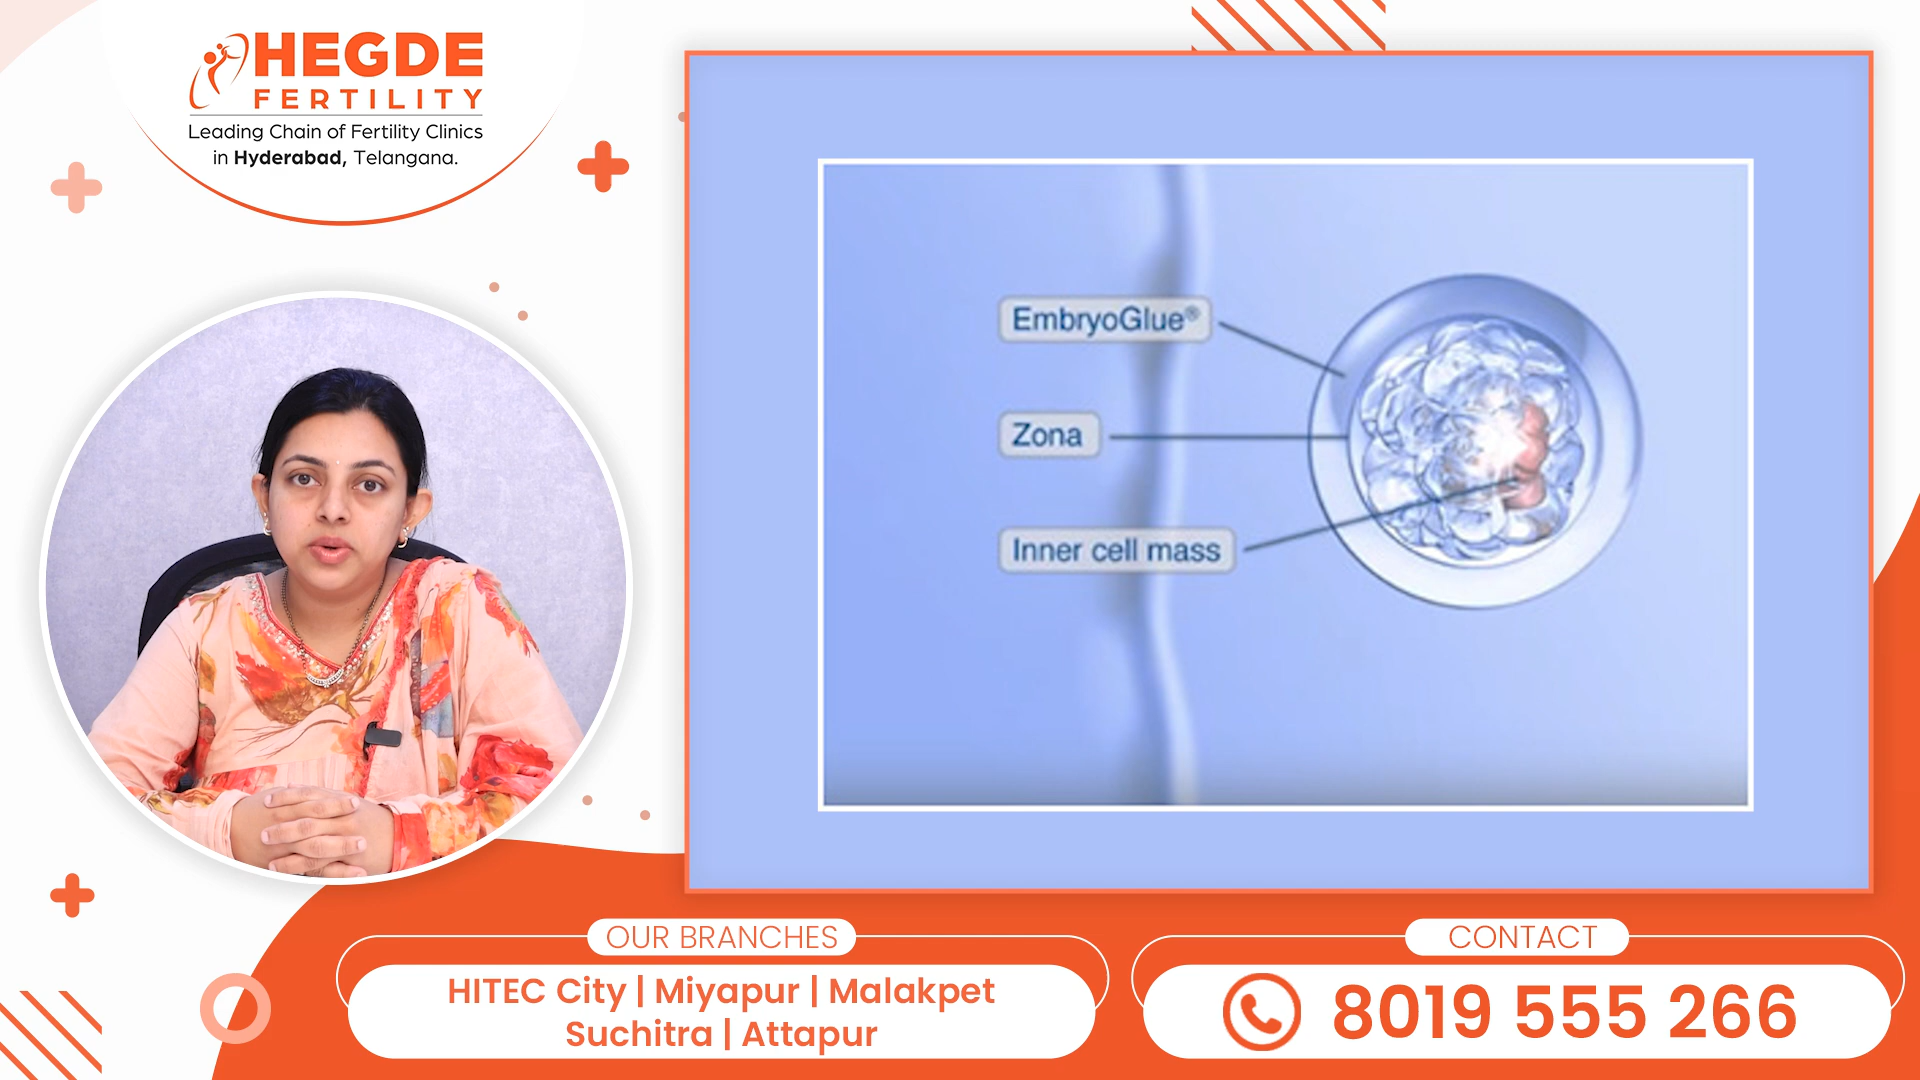 HEGDE
FERTILITY
Leading Chain of Fertility Clinics
in Hyderabad, Telangana.
EmbryoGlue®
Zona
Inner cell mass
OUR BRANCHES
HITEC City | Miyapur | Malakpet
Suchitra | Attapur
CONTACT
8019 555 266